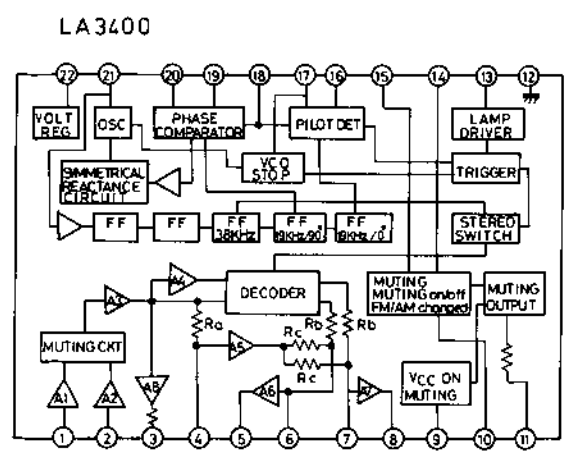 LA3400
22 21 20 19 18 17 16 15 14 13 12
VOLT REG.
OSC
PHASE COMPARATOR
PILOT DET
LAMP DRIVER
SYMMETRICAL REACTANCE CIRCUIT
VCO STOP
TRIGGER
FF
FF
FF 38KHz
FF 19KHz/90°
FF 19KHz/0°
STEREO SWITCH
A4
DECODER
MUTING
MUTING on/off
FM/AM changed
MUTING OUTPUT
A3
Ra
Rb
Rb
MUTING CKT
A5
Rc
Rc
A1
A2
A8
A6
A7
VCC ON MUTING
1 2 3 4 5 6 7 8 9 10 11